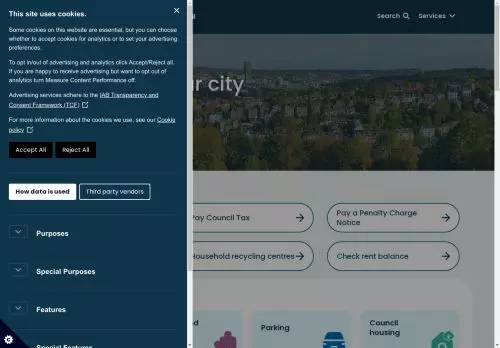 This site uses cookies.
Search
Services
Some cookies on this website are essential, but you can choose
whether to accept cookies for analytics or to set your advertising
preferences.
To opt in/out of advertising and analytics click Accept/Reject all.
If you are happy to receive advertising but want to opt out of
analytics turn Measure Content Performance off.
city
Advertising services adhere to the IAB Transparency and
Consent Framework (TCF)
For more information about the cookies we use, see our Cookie
policy
Accept All
Reject All
How data is used
Third party vendors
Pay Council Tax
Pay a Penalty Charge
Notice
Purposes
Household recycling centres
Check rent balance
Special Purposes
Features
Parking
Council
housing
Special Features